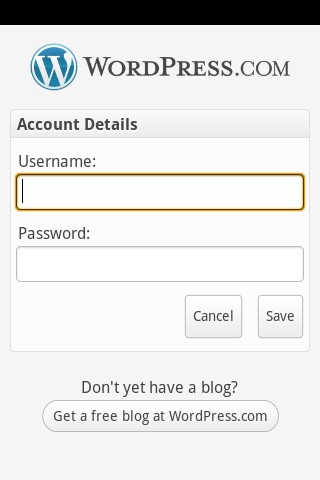 WORDPRESS.COM
Account Details
Username:
Password:
Cancel Save
Don't yet have a blog?
Get a free blog at WordPress.com